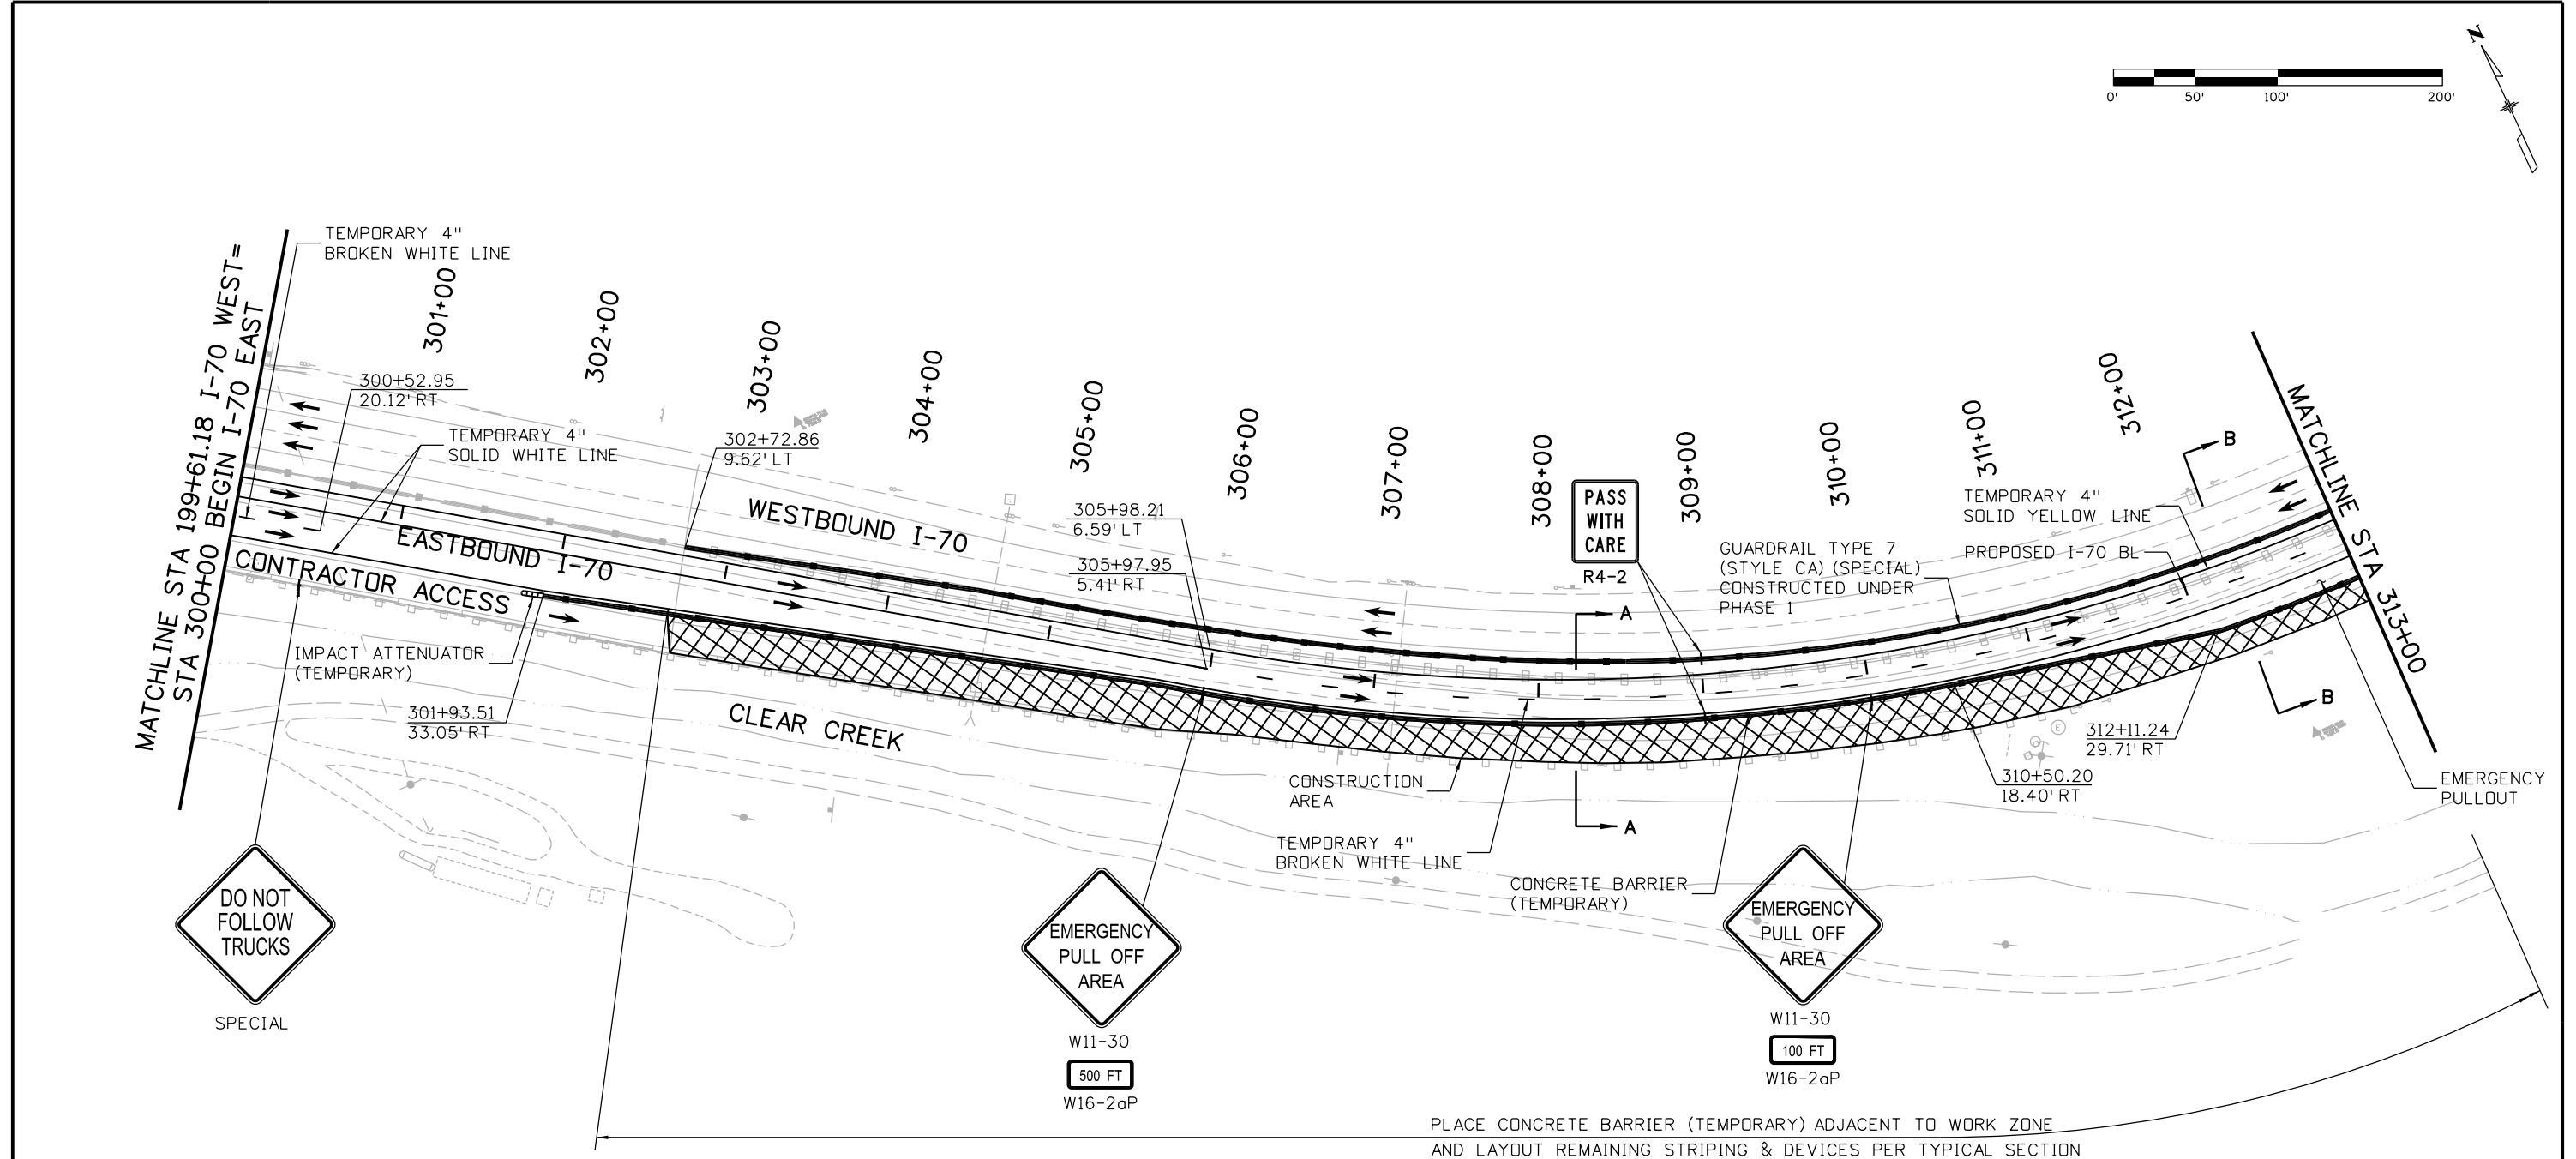 N
0'
50'
100'
200'
MATCHLINE STA 199+61.18 I-70 WEST=
STA 300+00 BEGIN I-70 EAST
TEMPORARY 4"
BROKEN WHITE LINE
301+00
302+00
303+00
304+00
305+00
306+00
307+00
308+00
309+00
310+00
311+00
312+00
MATCHLINE STA 313+00
300+52.95
20.12' RT
TEMPORARY 4"
SOLID WHITE LINE
302+72.86
9.62' LT
WESTBOUND I-70
EASTBOUND I-70
CONTRACTOR ACCESS
305+98.21
6.59' LT
305+97.95
5.41' RT
PASS
WITH
CARE
R4-2
GUARDRAIL TYPE 7
(STYLE CA) (SPECIAL)
CONSTRUCTED UNDER
PHASE 1
TEMPORARY 4"
SOLID YELLOW LINE
PROPOSED I-70 BL
B
B
A
A
IMPACT ATTENUATOR
(TEMPORARY)
301+93.51
33.05' RT
CLEAR CREEK
CONSTRUCTION
AREA
TEMPORARY 4"
BROKEN WHITE LINE
CONCRETE BARRIER
(TEMPORARY)
E
312+11.24
29.71' RT
310+50.20
18.40' RT
EMERGENCY
PULLOUT
DO NOT
FOLLOW
TRUCKS
SPECIAL
EMERGENCY
PULL OFF
AREA
W11-30
500 FT
W16-2aP
EMERGENCY
PULL OFF
AREA
W11-30
100 FT
W16-2aP
PLACE CONCRETE BARRIER (TEMPORARY) ADJACENT TO WORK ZONE
AND LAYOUT REMAINING STRIPING & DEVICES PER TYPICAL SECTION